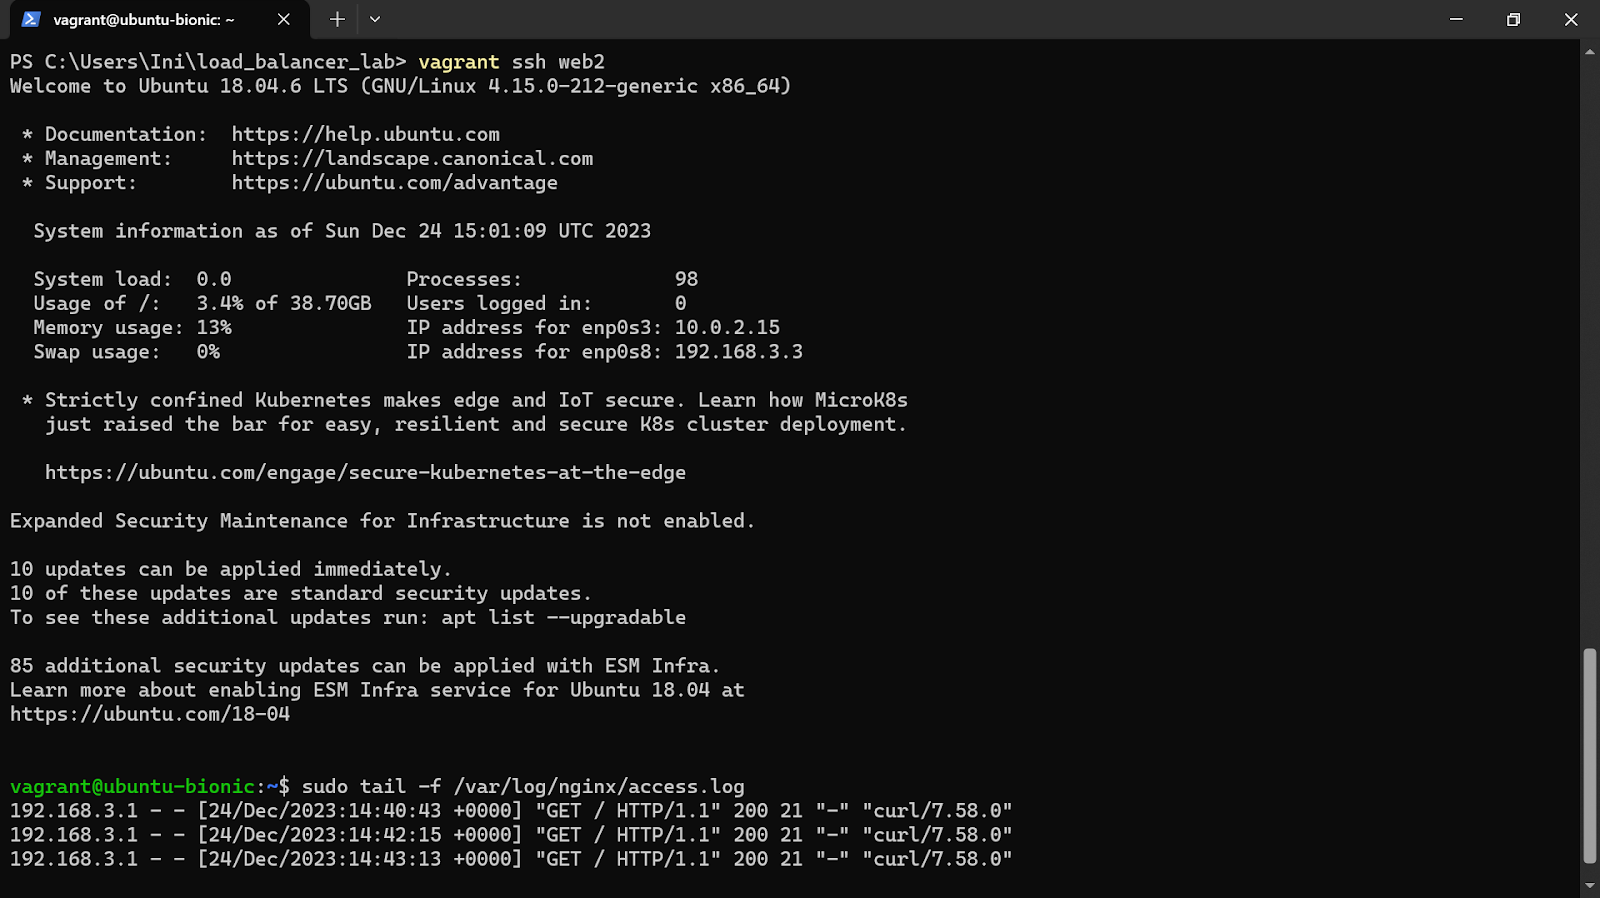 vagrant@ubuntu-bionic: ~
PS C:\Users\Ini\load_balancer_lab> vagrant ssh web2
Welcome to Ubuntu 18.04.6 LTS (GNU/Linux 4.15.0-212-generic x86_64)
* Documentation:  https://help.ubuntu.com
* Management:     https://landscape.canonical.com
* Support:        https://ubuntu.com/advantage
System information as of Sun Dec 24 15:01:09 UTC 2023
System load:  0.0               Processes:             98
Usage of /:   3.4% of 38.70GB   Users logged in:       0
Memory usage: 13%               IP address for enp0s3: 10.0.2.15
Swap usage:   0%                IP address for enp0s8: 192.168.3.3
* Strictly confined Kubernetes makes edge and IoT secure. Learn how MicroK8s
just raised the bar for easy, resilient and secure K8s cluster deployment.
https://ubuntu.com/engage/secure-kubernetes-at-the-edge
Expanded Security Maintenance for Infrastructure is not enabled.
10 updates can be applied immediately.
10 of these updates are standard security updates.
To see these additional updates run: apt list --upgradable
85 additional security updates can be applied with ESM Infra.
Learn more about enabling ESM Infra service for Ubuntu 18.04 at
https://ubuntu.com/18-04
vagrant@ubuntu-bionic:~$ sudo tail -f /var/log/nginx/access.log
192.168.3.1 - - [24/Dec/2023:14:40:43 +0000] "GET / HTTP/1.1" 200 21 "-" "curl/7.58.0"
192.168.3.1 - - [24/Dec/2023:14:42:15 +0000] "GET / HTTP/1.1" 200 21 "-" "curl/7.58.0"
192.168.3.1 - - [24/Dec/2023:14:43:13 +0000] "GET / HTTP/1.1" 200 21 "-" "curl/7.58.0"